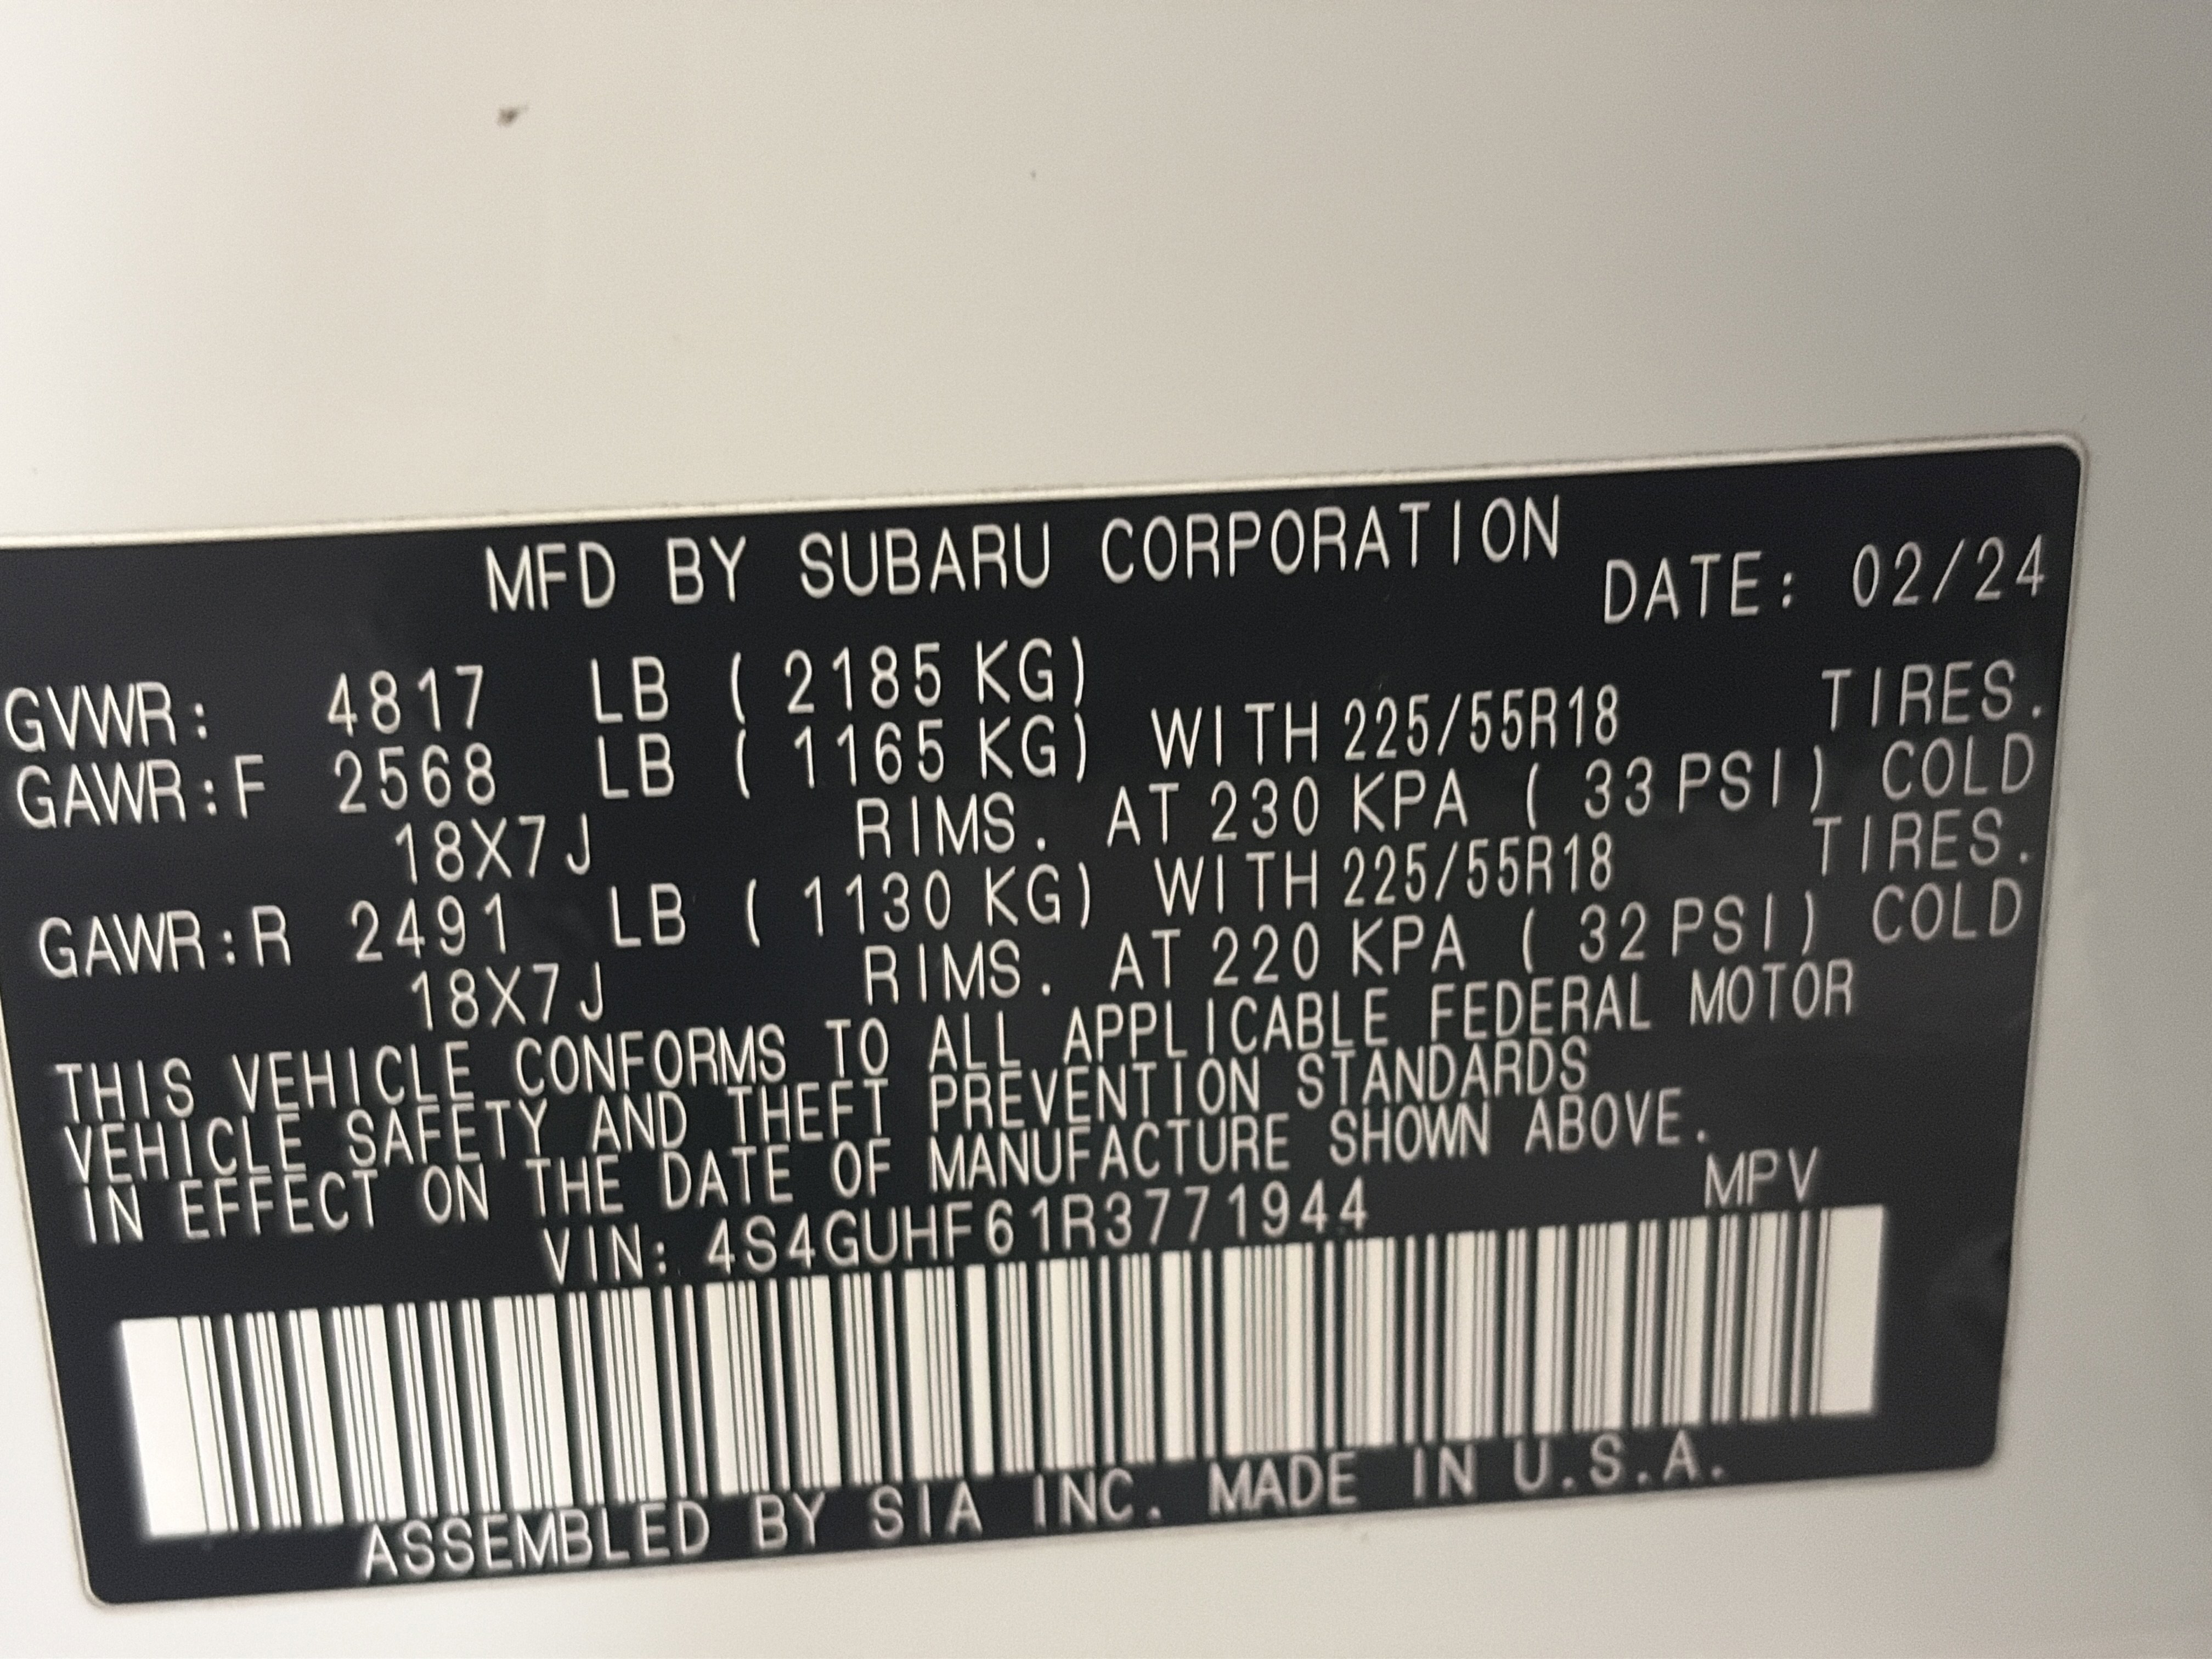 MFD BY SUBARU CORPORATION
DATE: 02/24
GVWR: 4817 LB ( 2185 KG)
GAWR:F 2568 LB ( 1165 KG) WITH 225/55R18 TIRES.
18X7J RIMS. AT 230 KPA ( 33 PSI) COLD
GAWR:R 2491 LB ( 1130 KG) WITH 225/55R18 TIRES.
18X7J RIMS. AT 220 KPA ( 32 PSI) COLD
THIS VEHICLE CONFORMS TO ALL APPLICABLE FEDERAL MOTOR
VEHICLE SAFETY AND THEFT PREVENTION STANDARDS
IN EFFECT ON THE DATE OF MANUFACTURE SHOWN ABOVE.
VIN: 4S4GUHF61R3771944 MPV
ASSEMBLED BY SIA INC. MADE IN U.S.A.